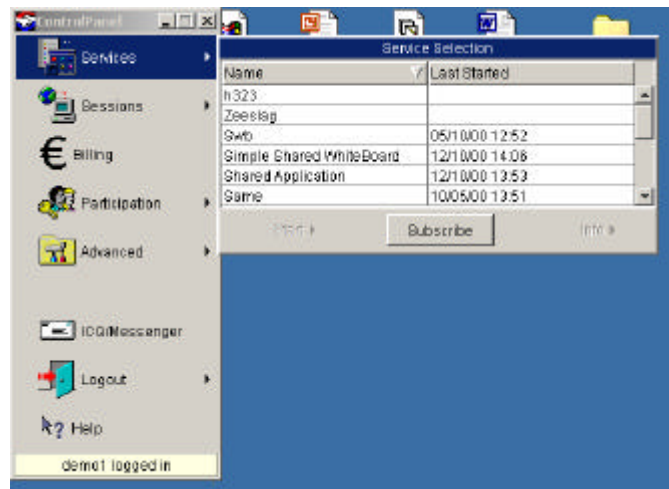 ControlPanel
Services
Sessions
Billing
Participation
Advanced
ICQ/Messenger
Logout
Help
demo1 logged in
Service Selection
Name Last Started
h323
Zeeslag
Swb 05/10/00 12:52
Simple Shared WhiteBoard 12/10/00 14:06
Shared Application 12/10/00 13:53
Same 10/05/00 13:51
Start Subscribe Info